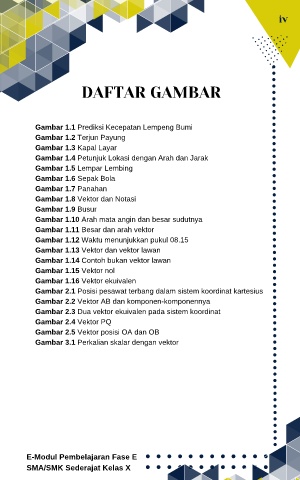 iv
DAFTAR GAMBAR
Gambar 1.1 Prediksi Kecepatan Lempeng Bumi
Gambar 1.2 Terjun Payung
Gambar 1.3 Kapal Layar
Gambar 1.4 Petunjuk Lokasi dengan Arah dan Jarak
Gambar 1.5 Lempar Lembing
Gambar 1.6 Sepak Bola
Gambar 1.7 Panahan
Gambar 1.8 Vektor dan Notasi
Gambar 1.9 Busur
Gambar 1.10 Arah mata angin dan besar sudutnya
Gambar 1.11 Besar dan arah vektor
Gambar 1.12 Waktu menunjukkan pukul 08.15
Gambar 1.13 Vektor dan vektor lawan
Gambar 1.14 Contoh bukan vektor lawan
Gambar 1.15 Vektor nol
Gambar 1.16 Vektor ekuivalen
Gambar 2.1 Posisi pesawat terbang dalam sistem koordinat kartesius
Gambar 2.2 Vektor AB dan komponen-komponennya
Gambar 2.3 Dua vektor ekuivalen pada sistem koordinat
Gambar 2.4 Vektor PQ
Gambar 2.5 Vektor posisi OA dan OB
Gambar 3.1 Perkalian skalar dengan vektor
E-Modul Pembelajaran Fase E
SMA/SMK Sederajat Kelas X